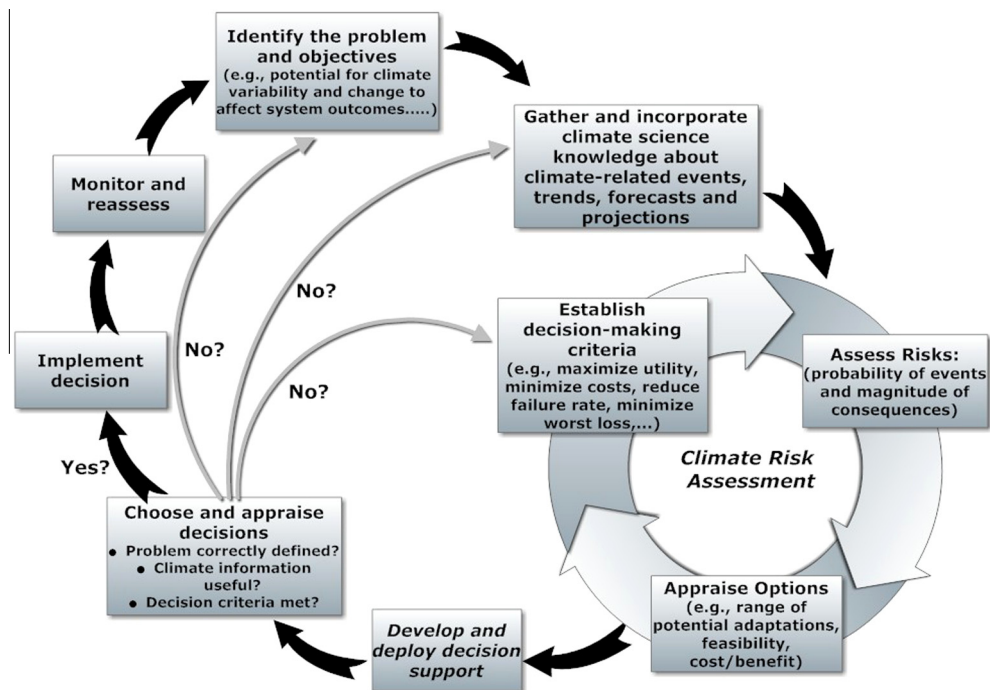 Identify the problem
and objectives
(e.g., potential for climate
variability and change to
affect system outcomes.....)
Gather and incorporate
climate science
knowledge about
climate-related events,
trends, forecasts and
projections
Monitor and
reassess
No?
No?
No?
Establish
decision-making
criteria
(e.g., maximize utility,
minimize costs, reduce
failure rate, minimize
worst loss,...)
Assess Risks:
(probability of events
and magnitude of
consequences)
Implement
decision
Climate Risk
Assessment
Yes?
Choose and appraise
decisions
● Problem correctly defined?
● Climate information
useful?
● Decision criteria met?
Appraise Options
(e.g., range of
potential adaptations,
feasibility,
cost/benefit)
Develop and
deploy decision
support